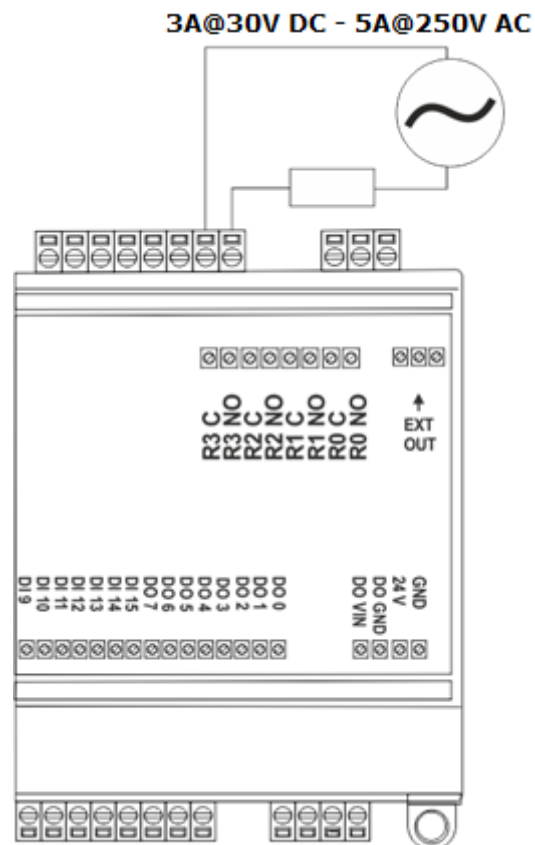 3A@30V DC - 5A@250V AC
R3 C
R3 NO
R2 C
R2 NO
R1 C
R1 NO
R0 C
R0 NO
EXT
OUT
DI 9
DI 10
DI 11
DI 12
DI 13
DI 14
DI 15
DO 7
DO 6
DO 5
DO 4
DO 3
DO 2
DO 1
DO 0
DO VIN
DO GND
24 V
GND